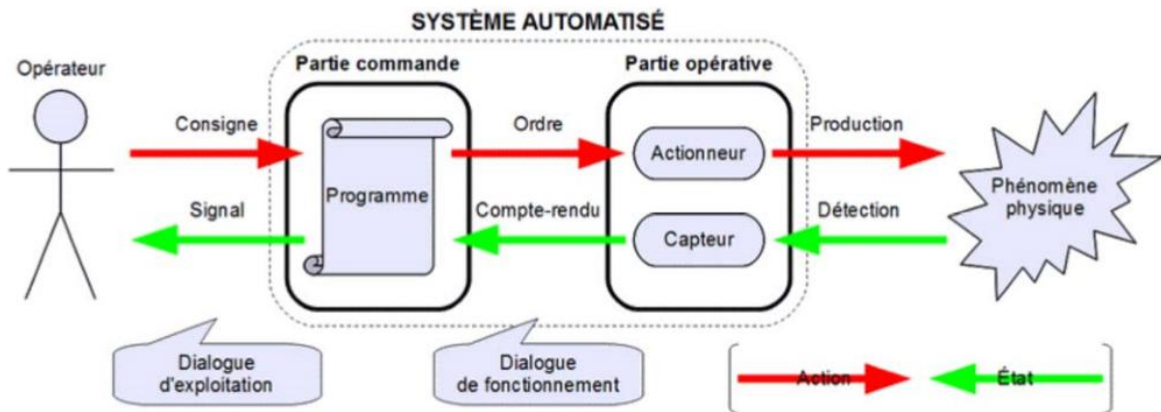 SYSTÈME AUTOMATISÉ
Opérateur
Partie commande
Partie opérative
Consigne
Ordre
Production
Actionneur
Programme
Phénomène
physique
Signal
Compte-rendu
Détection
Capteur
Dialogue
d'exploitation
Dialogue
de fonctionnement
Action
État